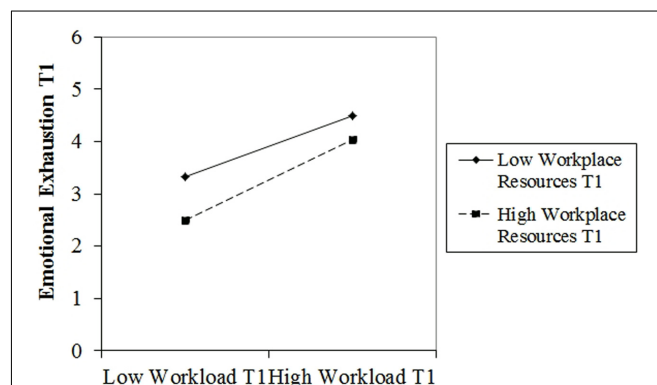 6
5
4
3
2
1
0
Emotional Exhaustion T1
Low Workload T1High Workload T1
Low Workplace
Resources T1
High Workplace
Resources T1